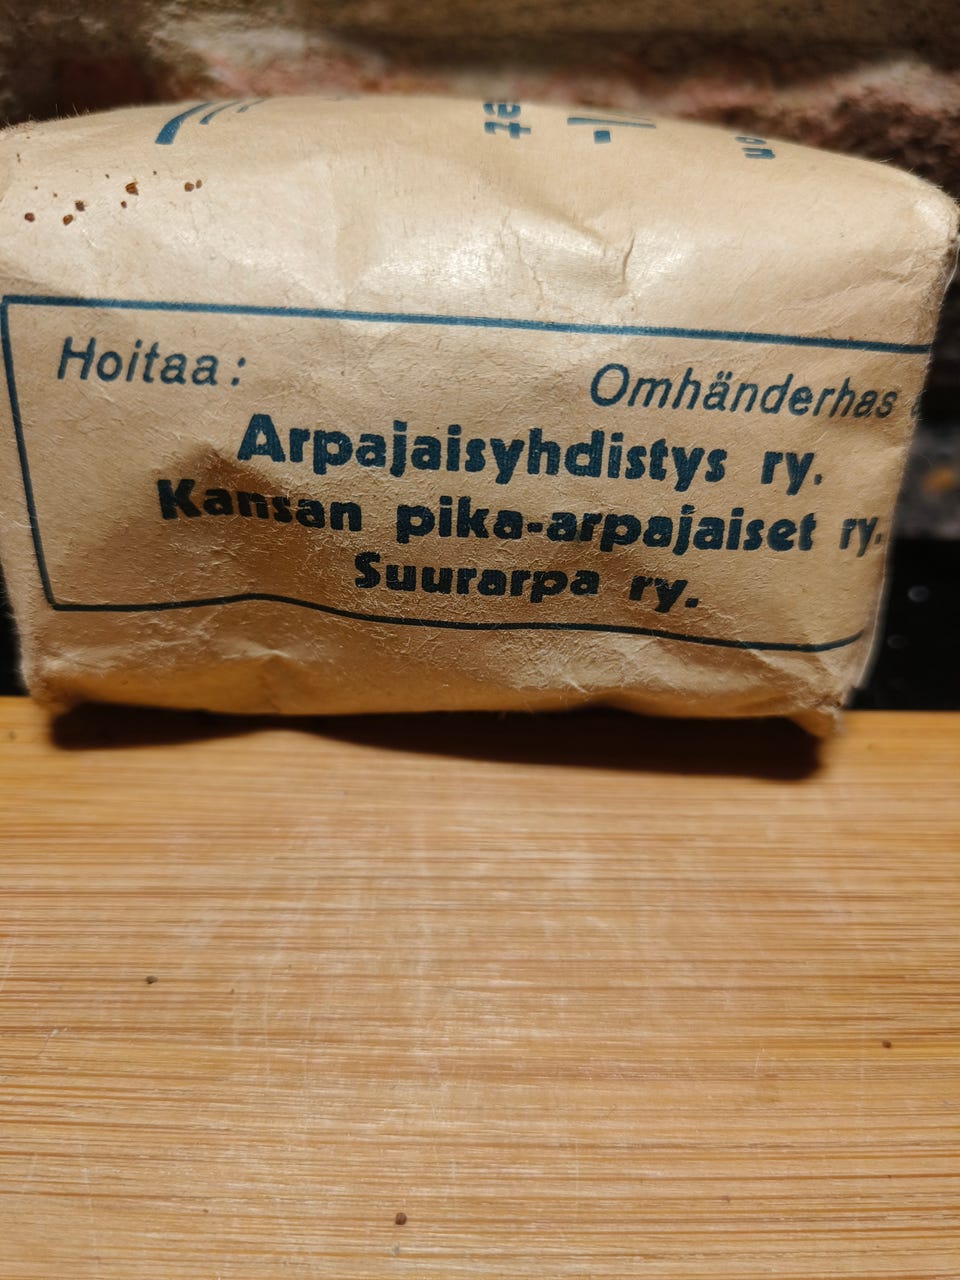 Hoitaa: Omhänderhas
Arpajaisyhdistys ry.
Kansan pika-arpajaiset ry.
Suurarpa ry.